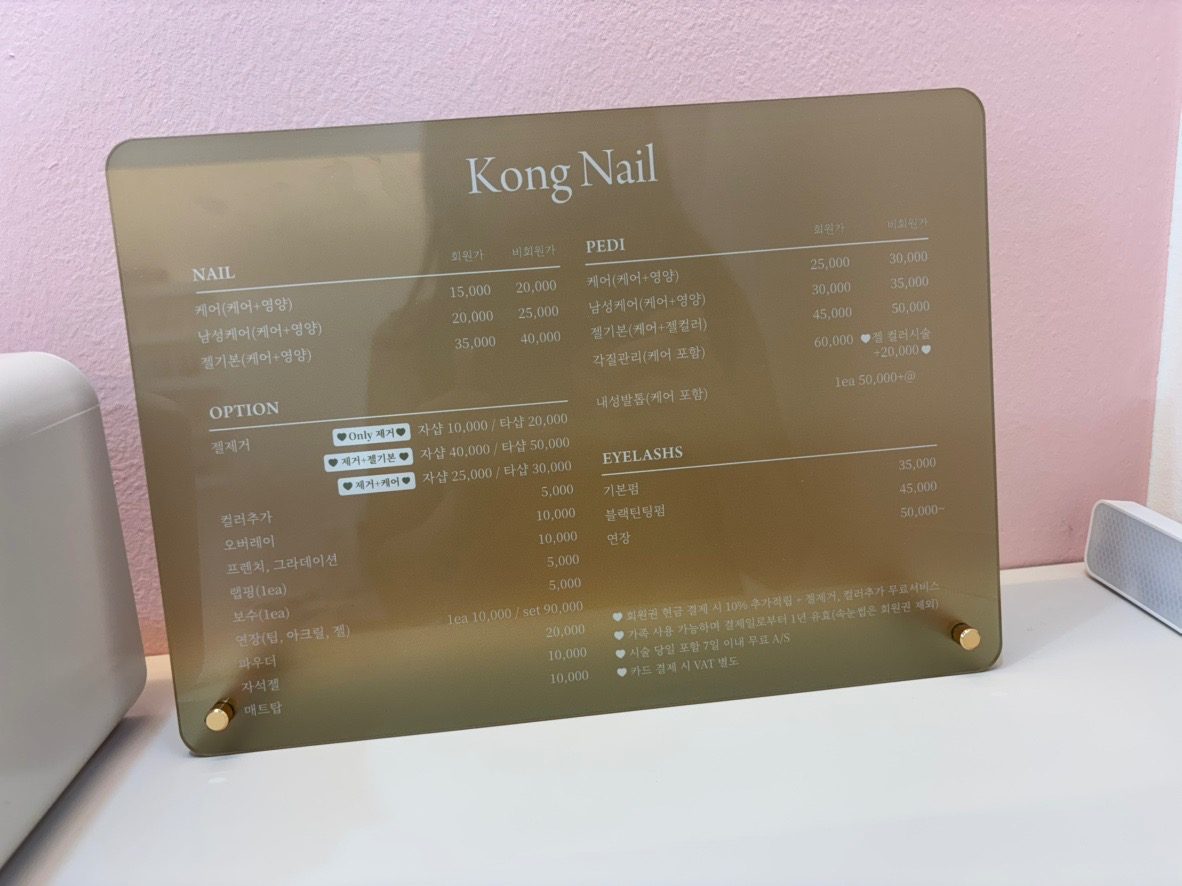 Kong Nail
NAIL 회원가 비회원가
케어(케어+영양) 15,000 20,000
남성케어(케어+영양) 20,000 25,000
젤기본(케어+영양) 35,000 40,000
OPTION
젤제거 ♥Only 제거♥ 자샵 10,000 / 타샵 20,000
♥ 제거+젤기본 ♥ 자샵 40,000 / 타샵 50,000
♥ 제거+케어♥ 자샵 25,000 / 타샵 30,000
컬러추가 5,000
오버레이 10,000
프렌치, 그라데이션 10,000
랩핑(1ea) 5,000
보수(1ea) 5,000
연장(팁, 아크릴, 젤) 1ea 10,000 / set 90,000
파우더 20,000
자석젤 10,000
매트탑 10,000
PEDI 회원가 비회원가
케어(케어+영양) 25,000 30,000
남성케어(케어+영양) 30,000 35,000
젤기본(케어+젤컬러) 45,000 50,000
각질관리(케어 포함) 60,000 ♥젤 컬러시술
+20,000♥
내성발톱(케어 포함) 1ea 50,000+@
EYELASHS
기본펌 35,000
블랙틴팅펌 45,000
연장 50,000~
♥ 회원권 현금 결제 시 10% 추가적립 + 젤제거, 컬러추가 무료서비스
♥ 가족 사용 가능하며 결제일로부터 1년 유효(속눈썹은 회원권 제외)
♥ 시술 당일 포함 7일 이내 무료 A/S
♥ 카드 결제 시 VAT 별도